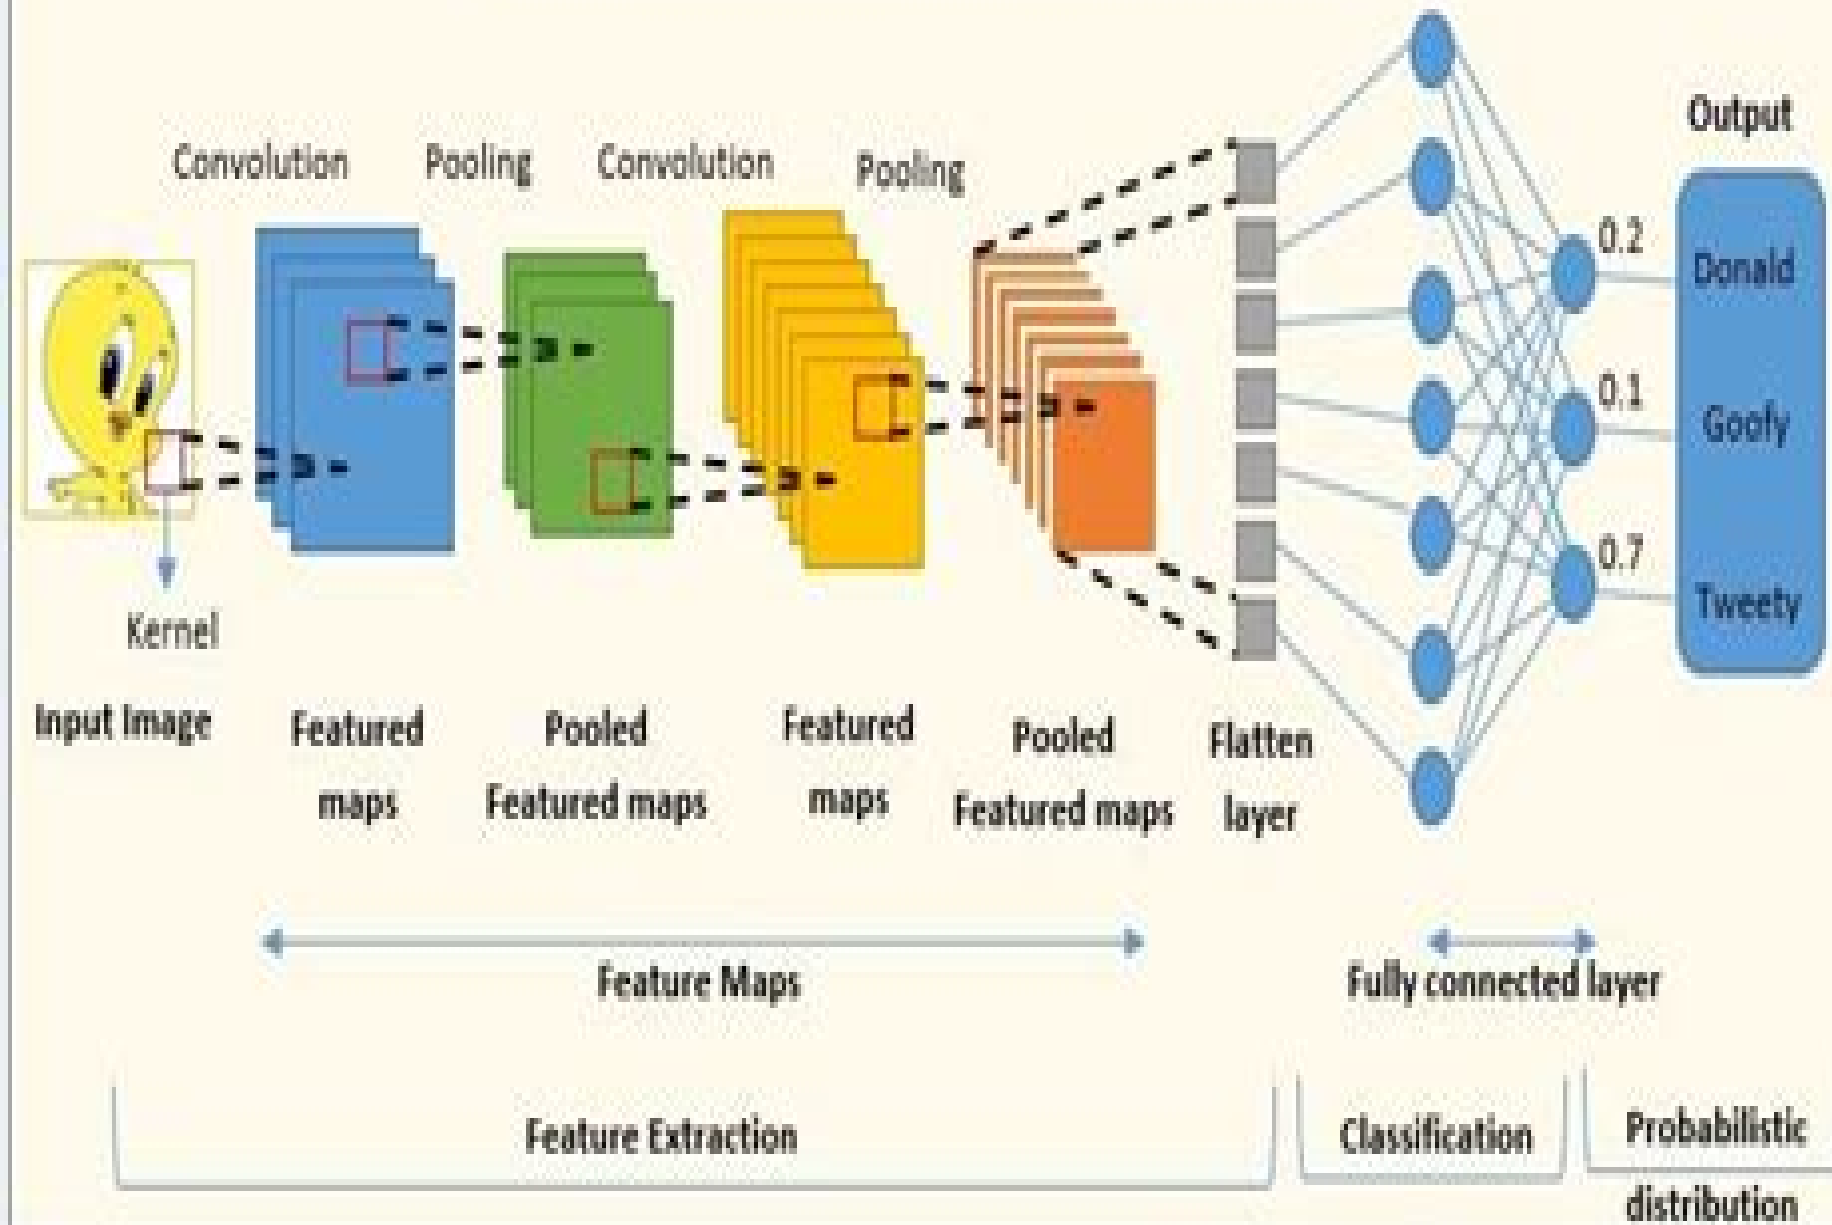 Output
Convolution
Pooling
Convolution
Pooling
0.2
Donald
0.1
Goofy
0.7
Tweety
Kernel
Input Image
Featured
maps
Pooled
Featured maps
Featured
maps
Pooled
Featured maps
Flatten
layer
Feature Maps
Fully connected layer
Feature Extraction
Classification
Probabilistic
distribution